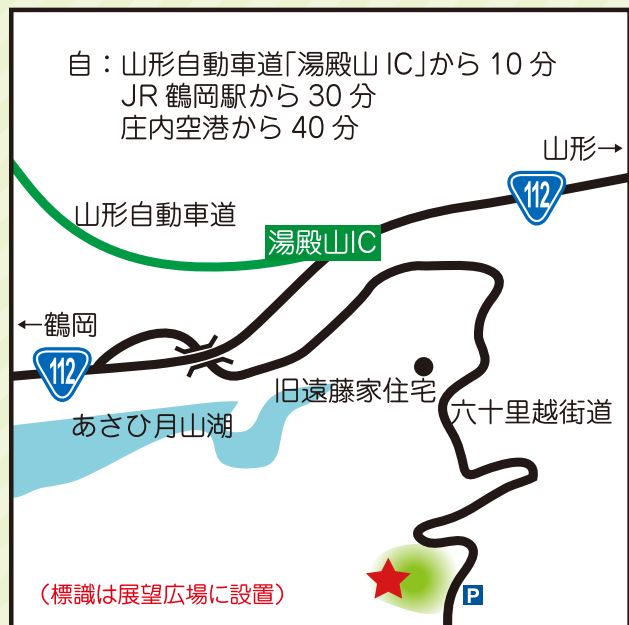 自：山形自動車道「湯殿山 IC」から 10 分
JR 鶴岡駅から 30 分
庄内空港から 40 分
山形→
112
山形自動車道
湯殿山IC
←鶴岡
112
旧遠藤家住宅
六十里越街道
あさひ月山湖
（標識は展望広場に設置）
P